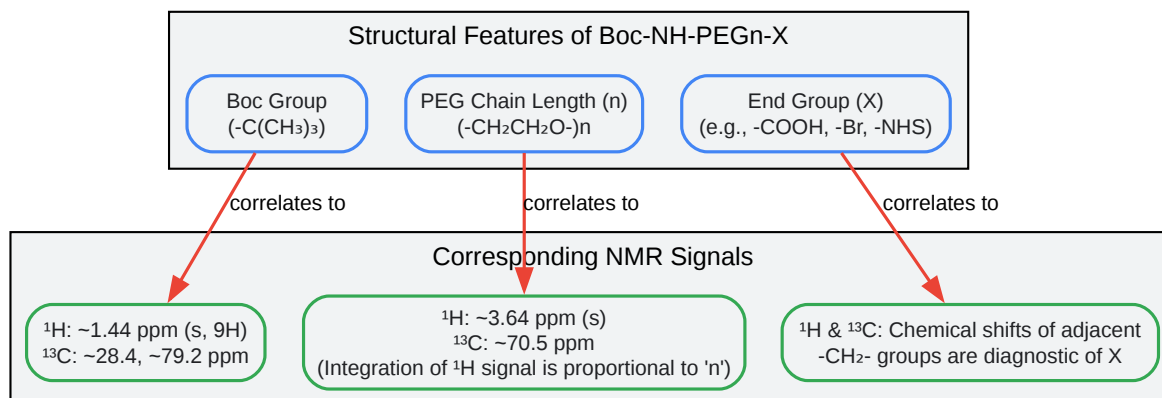 Structural Features of Boc-NH-PEGn-X
Boc Group
(-C(CH₃)₃)
PEG Chain Length (n)
(-CH₂CH₂O-)n
End Group (X)
(e.g., -COOH, -Br, -NHS)
correlates to
correlates to
correlates to
Corresponding NMR Signals
¹H: ~1.44 ppm (s, 9H)
¹³C: ~28.4, ~79.2 ppm
¹H: ~3.64 ppm (s)
¹³C: ~70.5 ppm
(Integration of ¹H signal is proportional to 'n')
¹H & ¹³C: Chemical shifts of adjacent
-CH₂- groups are diagnostic of X